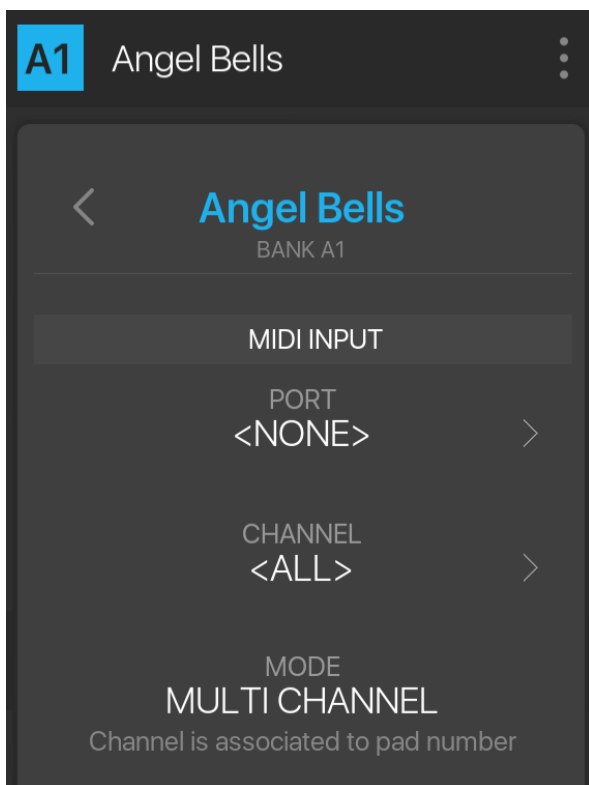 A1 Angel Bells
Angel Bells
BANK A1
MIDI INPUT
PORT
<NONE>
CHANNEL
<ALL>
MODE
MULTI CHANNEL
Channel is associated to pad number